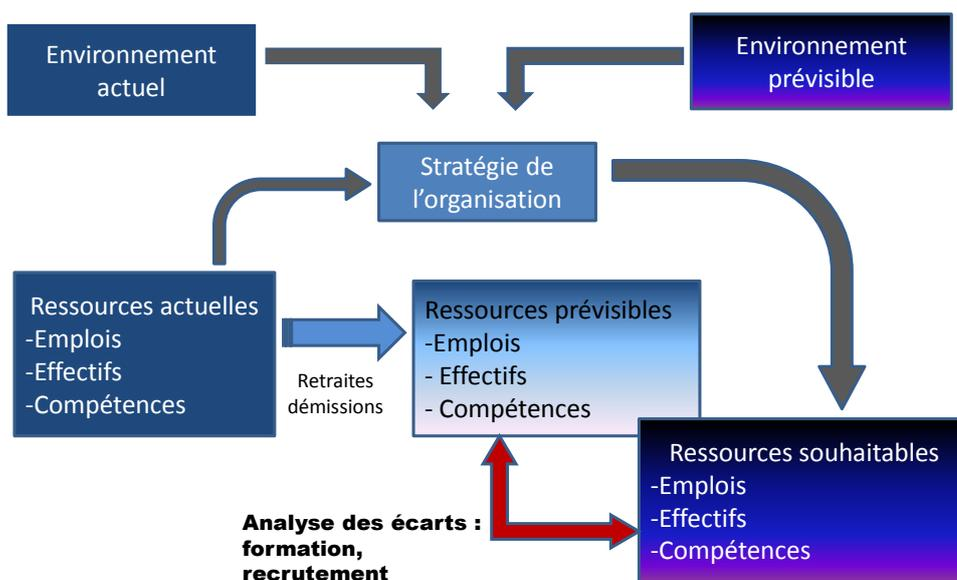 Environnement
actuel
Environnement
prévisible
Stratégie de
l'organisation
Ressources actuelles
-Emplois
-Effectifs
-Compétences
Retraites
démissions
Ressources prévisibles
-Emplois
- Effectifs
- Compétences
Ressources souhaitables
-Emplois
-Effectifs
-Compétences
Analyse des écarts :
formation,
recrutement